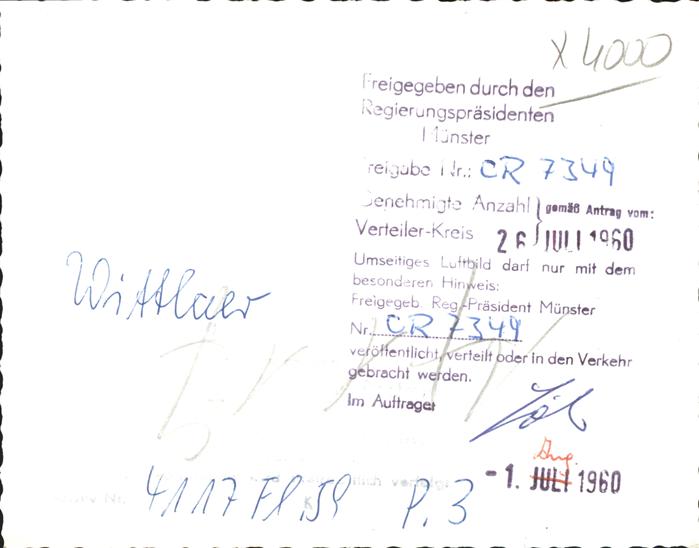 X 4000
Freigegeben durch den
Regierungspräsidenten
Münster
Freigabe Nr.: CR 7349
Genehmigte Anzahl } gemäß Antrag vom:
Verteiler-Kreis 26 JULI 1960
Umseitiges Luftbild darf nur mit dem
besonderen Hinweis:
Freigegeb. Reg.-Präsident Münster
Nr. CR 7349
veröffentlicht, verteilt oder in den Verkehr
gebracht werden.
Im Auftrage:
Wittlaer
Aug.
-1. JULI 1960
4117 Fl. 59 P. 3